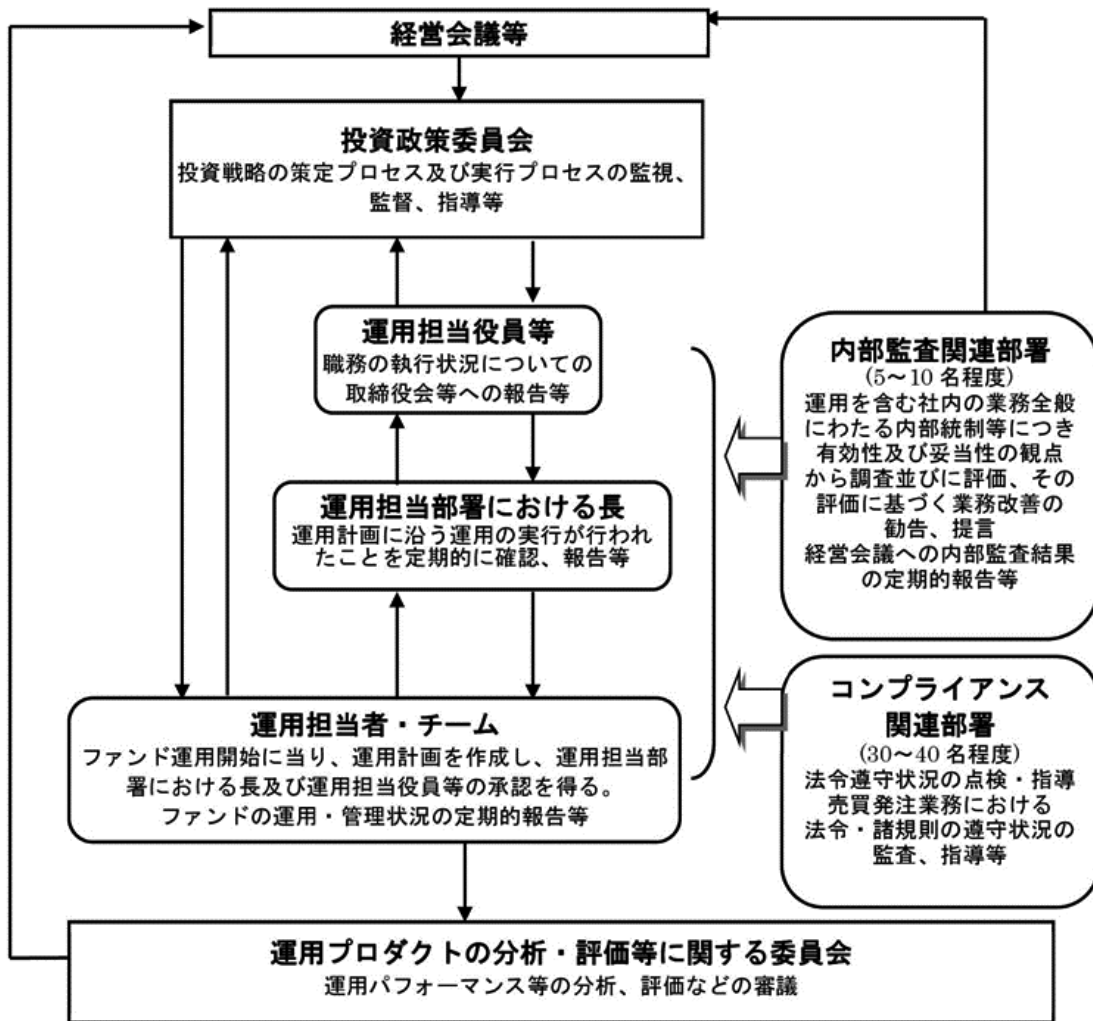 経営会議等
投資政策委員会
投資戦略の策定プロセス及び実行プロセスの監視、
監督、指導等
運用担当役員等
職務の執行状況についての
取締役会等への報告等
運用担当部署における長
運用計画に沿う運用の実行が行われ
たことを定期的に確認、報告等
運用担当者・チーム
ファンド運用開始に当り、運用計画を作成し、運用担当部
署における長及び運用担当役員等の承認を得る。
ファンドの運用・管理状況の定期的報告等
内部監査関連部署
(5～10 名程度)
運用を含む社内の業務全般
にわたる内部統制等につき
有効性及び妥当性の観点
から調査並びに評価、その
評価に基づく業務改善の
勧告、提言
経営会議への内部監査結果
の定期的報告等
コンプライアンス
関連部署
(30～40 名程度)
法令遵守状況の点検・指導
売買発注業務における
法令・諸規則の遵守状況の
監査、指導等
運用プロダクトの分析・評価等に関する委員会
運用パフォーマンス等の分析、評価などの審議